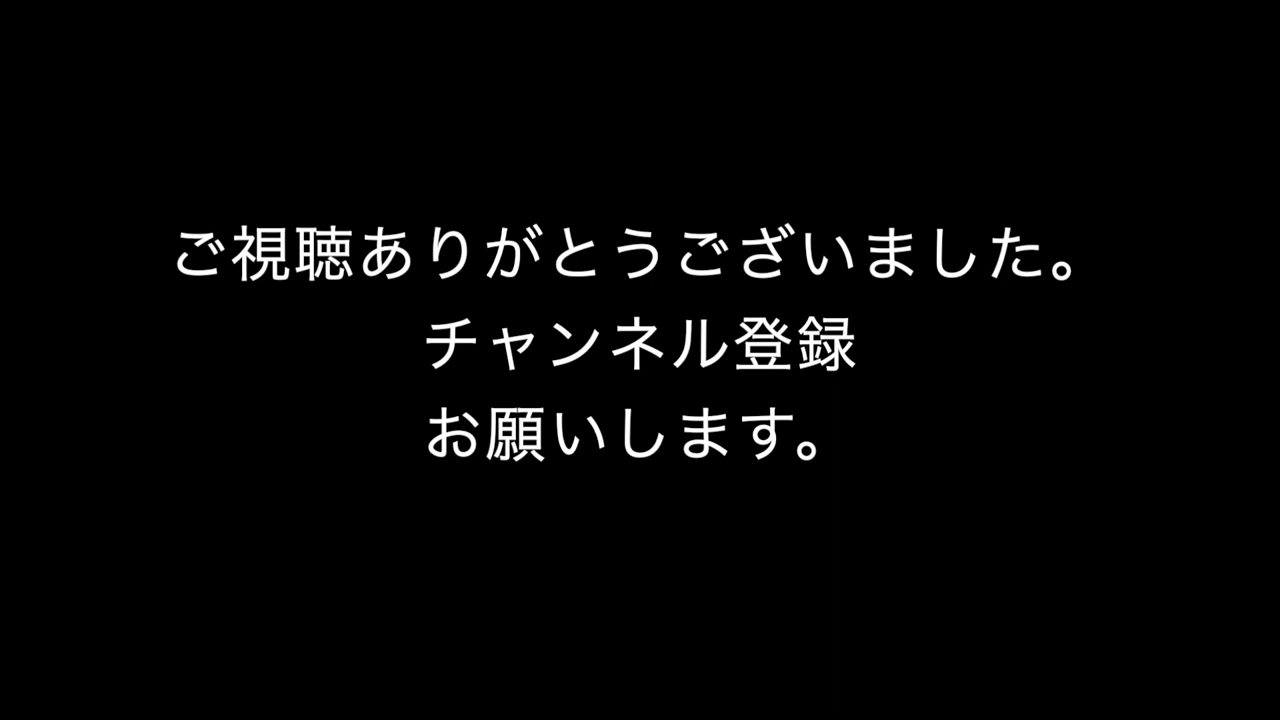 ご視聴ありがとうございました。
チャンネル登録
お願いします。